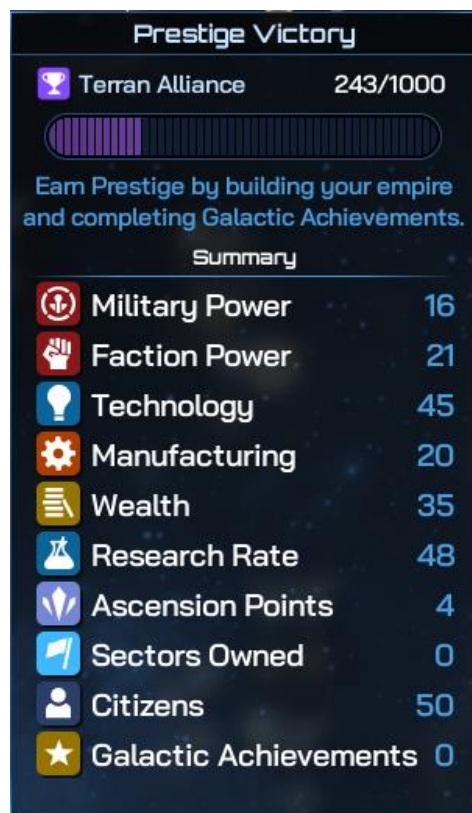 Prestige Victory
Terran Alliance 243/1000
Earn Prestige by building your empire
and completing Galactic Achievements.
Summary
Military Power 16
Faction Power 21
Technology 45
Manufacturing 20
Wealth 35
Research Rate 48
Ascension Points 4
Sectors Owned 0
Citizens 50
Galactic Achievements 0